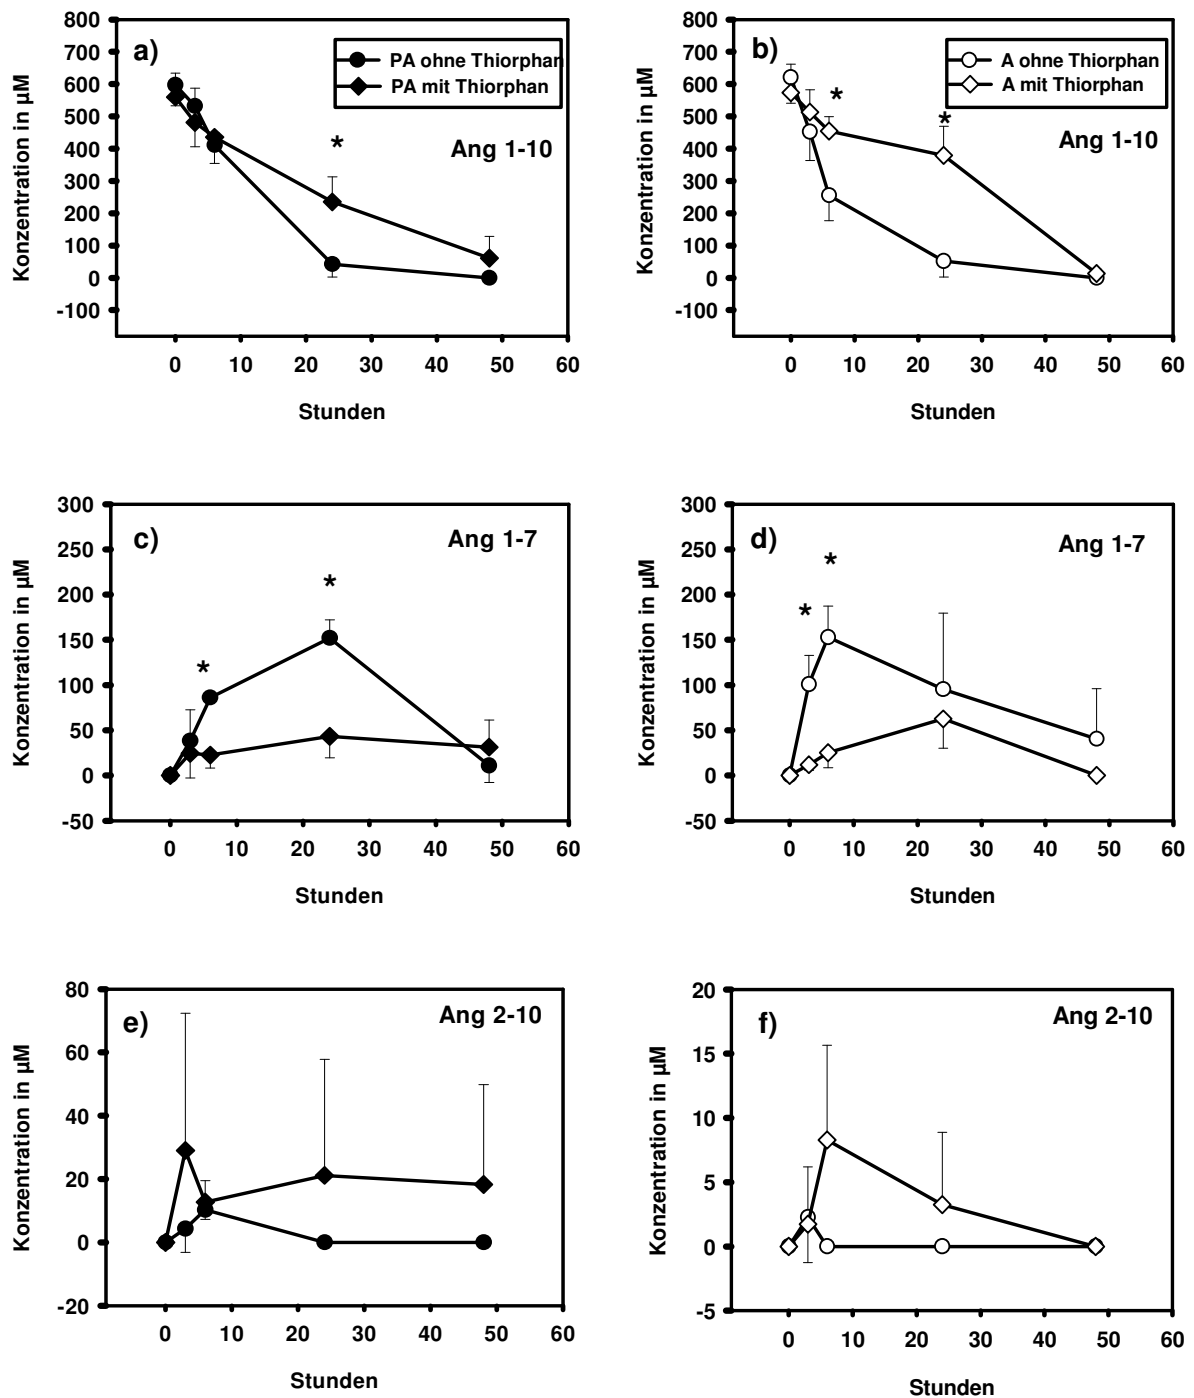 a)
PA ohne Thiorphan
PA mit Thiorphan
*
Ang 1-10
Konzentration in µM
800
700
600
500
400
300
200
100
0
-100
0 10 20 30 40 50 60
Stunden
b)
A ohne Thiorphan
A mit Thiorphan
*
*
Ang 1-10
Konzentration in µM
800
700
600
500
400
300
200
100
0
-100
0 10 20 30 40 50 60
Stunden
c)
Ang 1-7
*
*
Konzentration in µM
300
250
200
150
100
50
0
-50
0 10 20 30 40 50 60
Stunden
d)
Ang 1-7
*
*
Konzentration in µM
300
250
200
150
100
50
0
-50
0 10 20 30 40 50 60
Stunden
e)
Ang 2-10
Konzentration in µM
80
60
40
20
0
-20
0 10 20 30 40 50 60
Stunden
f)
Ang 2-10
Konzentration in µM
20
15
10
5
0
-5
0 10 20 30 40 50 60
Stunden